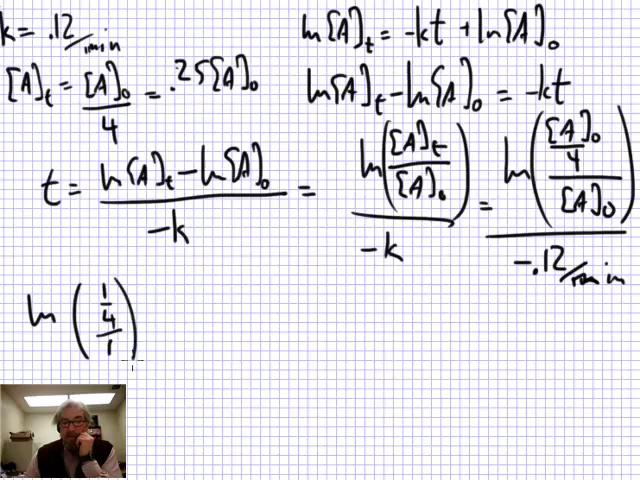 k = .12/min
ln[A]t = -kt + ln[A]0
[A]t = [A]0/4 = .25[A]0
ln[A]t - ln[A]0 = -kt
t = (ln[A]t - ln[A]0)/-k = ln([A]t/[A]0)/-k = ln(([A]0/4)/[A]0)/-.12/min
ln((1/4)/1)